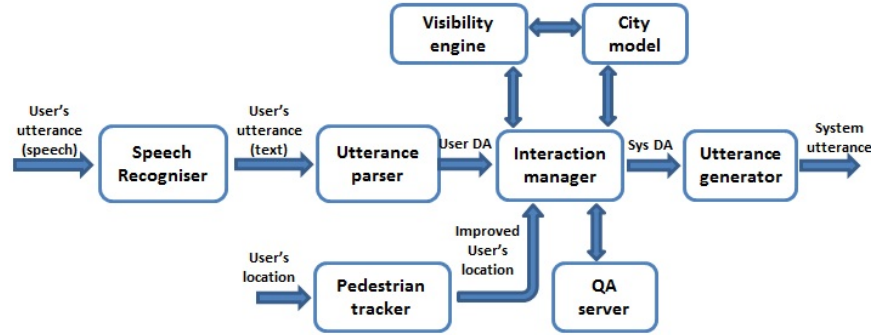 Visibility
engine
City
model
User's
utterance
(speech)
Speech
Recogniser
User's
utterance
(text)
Utterance
parser
User DA
Interaction
manager
Sys DA
Utterance
generator
System
utterance
User's
location
Pedestrian
tracker
Improved
User's
location
QA
server